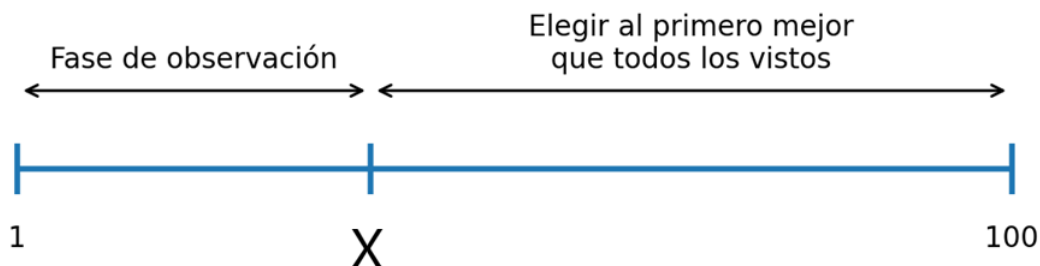 Elegir al primero mejor
Fase de observación
que todos los vistos
1
X
100